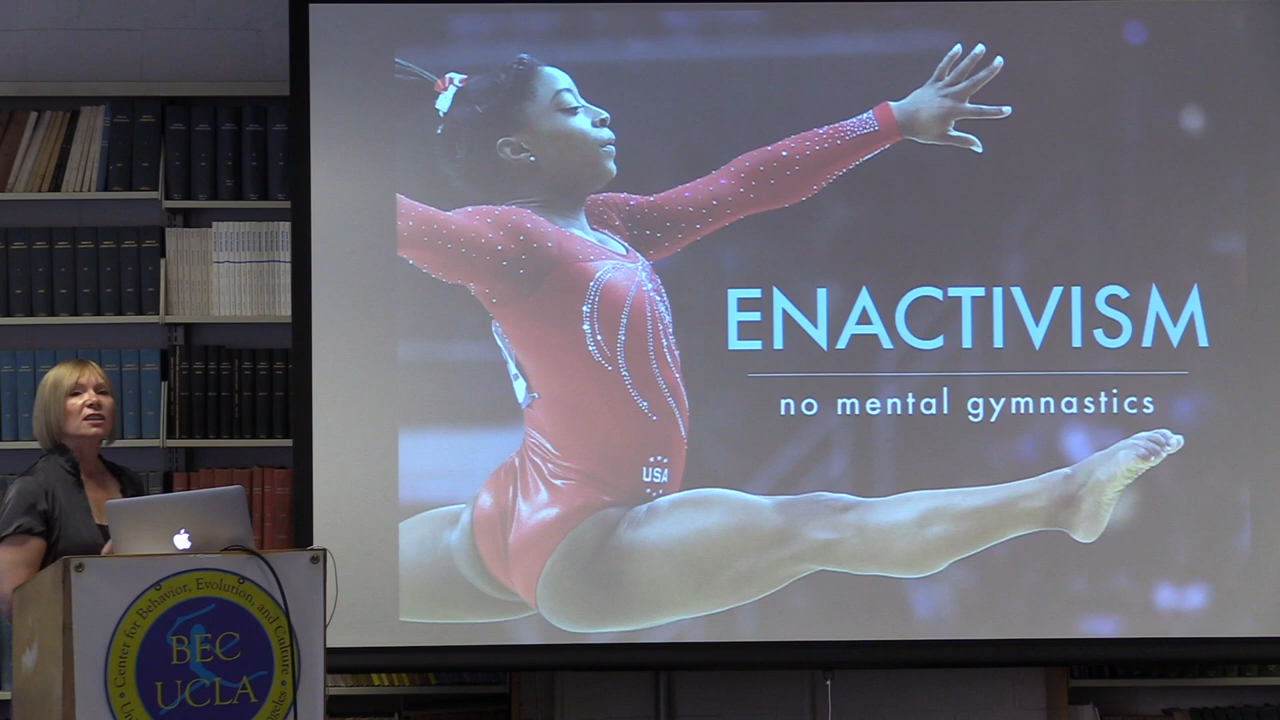 ENACTIVISM
no mental gymnastics
USA
Center for Behavior, Evolution, and Culture
BEC
UCLA